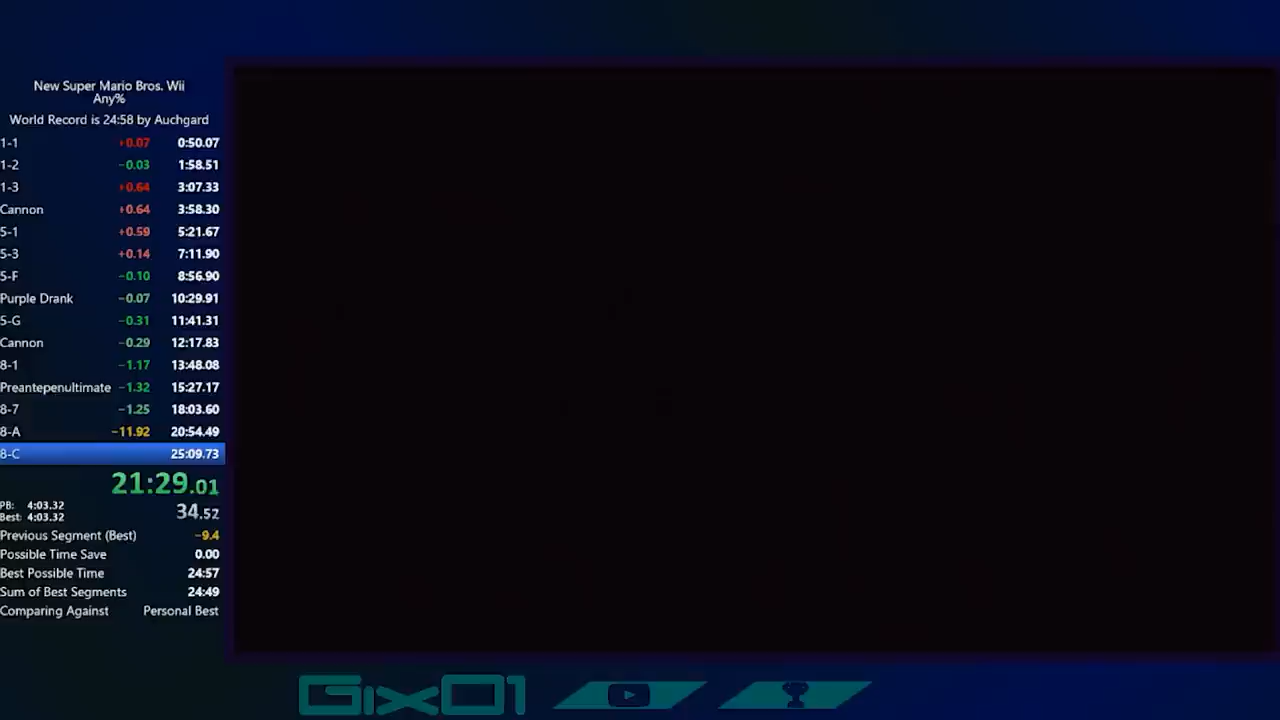 New Super Mario Bros. Wii
Any%
World Record is 24:58 by Auchgard
1-1 +0.07 0:50.07
1-2 -0.03 1:58.51
1-3 +0.64 3:07.33
Cannon +0.64 3:58.30
5-1 +0.59 5:21.67
5-3 +0.14 7:11.90
5-F -0.10 8:56.90
Purple Drank -0.07 10:29.91
5-G -0.31 11:41.31
Cannon -0.29 12:17.83
8-1 -1.17 13:48.08
Preantepenultimate -1.32 15:27.17
8-7 -1.25 18:03.60
8-A -11.92 20:54.49
8-C 25:09.73
21:29.01
PB: 4:03.32
Best: 4:03.32
34.52
Previous Segment (Best) -9.4
Possible Time Save 0.00
Best Possible Time 24:57
Sum of Best Segments 24:49
Comparing Against Personal Best
Gix01